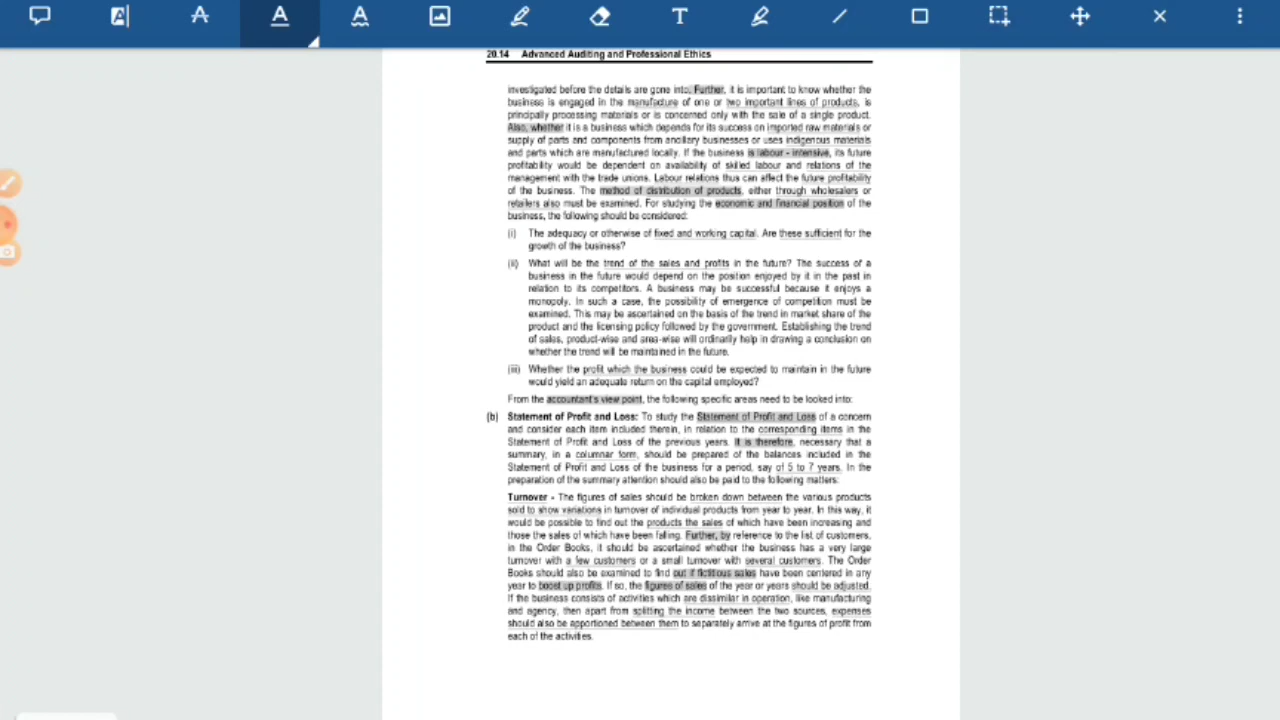 20.14 Advanced Auditing and Professional Ethics
investigated before the details are gone into. Further, it is important to know whether the
business is engaged in the manufacture of one or two important lines of products, is
principally processing materials or is concerned only with the sale of a single product.
Also, whether it is a business which depends for its success on imported raw materials or
supply of parts and components from ancillary businesses or uses indigenous materials
and parts which are manufactured locally. If the business is labour - intensive, its future
profitability would be dependent on availability of skilled labour and relations of the
management with the trade unions. Labour relations thus can affect the future profitability
of the business. The method of distribution of products, either through wholesalers or
retailers also must be examined. For studying the economic and financial position of the
business, the following should be considered:
(i) The adequacy or otherwise of fixed and working capital. Are these sufficient for the
growth of the business?
(ii) What will be the trend of the sales and profits in the future? The success of a
business in the future would depend on the position enjoyed by it in the past in
relation to its competitors. A business may be successful because it enjoys a
monopoly. In such a case, the possibility of emergence of competition must be
examined. This may be ascertained on the basis of the trend in market share of the
product and the licensing policy followed by the government. Establishing the trend
of sales, product-wise and area-wise will ordinarily help in drawing a conclusion on
whether the trend will be maintained in the future.
(iii) Whether the profit which the business could be expected to maintain in the future
would yield an adequate return on the capital employed?
From the accountant's view point, the following specific areas need to be looked into:
(b) Statement of Profit and Loss: To study the Statement of Profit and Loss of a concern
and consider each item included therein, in relation to the corresponding items in the
Statement of Profit and Loss of the previous years. It is therefore, necessary that a
summary, in a columnar form, should be prepared of the balances included in the
Statement of Profit and Loss of the business for a period, say of 5 to 7 years. In the
preparation of the summary attention should also be paid to the following matters:
Turnover - The figures of sales should be broken down between the various products
sold to show variations in turnover of individual products from year to year. In this way, it
would be possible to find out the products the sales of which have been increasing and
those the sales of which have been falling. Further, by reference to the list of customers,
in the Order Books, it should be ascertained whether the business has a very large
turnover with a few customers or a small turnover with several customers. The Order
Books should also be examined to find out if fictitious sales have been centered in any
year to boost up profits. If so, the figures of sales of the year or years should be adjusted.
If the business consists of activities which are dissimilar in operation, like manufacturing
and agency, then apart from splitting the income between the two sources, expenses
should also be apportioned between them to separately arrive at the figures of profit from
each of the activities.